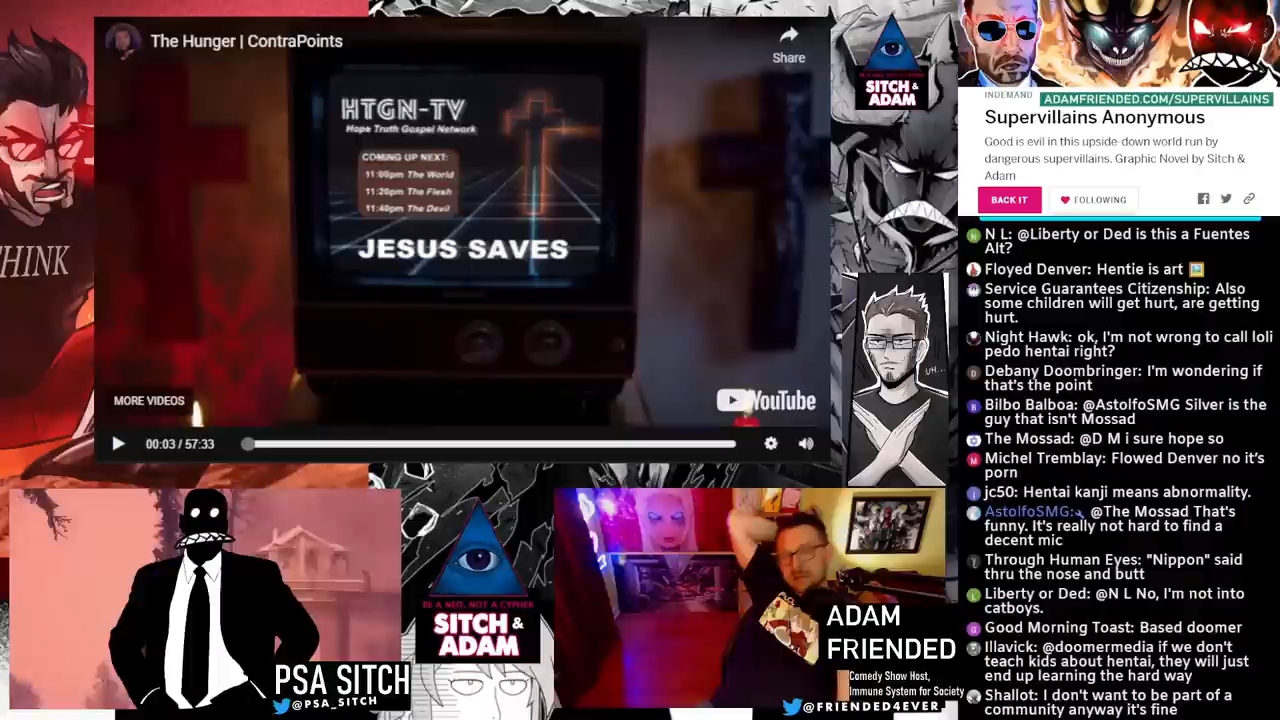 The Hunger | ContraPoints
Share
HTGN-TV
Hope Truth Gospel Network
COMING UP NEXT:
11:00pm The World
11:20pm The Flesh
11:40pm The Devil
JESUS SAVES
MORE VIDEOS
YouTube
00:03 / 57:33
THINK
SITCH &
ADAM
UH...
BE A NEO, NOT A CYPHER
SITCH &
ADAM
PSA SITCH
@PSA_SITCH
ADAM
FRIENDED
Comedy Show Host,
Immune System for Society
@FRIENDED4EVER
INDEMAND
ADAMFRIENDED.COM/SUPERVILLAINS
Supervillains Anonymous
Good is evil in this upside-down world run by
dangerous supervillains. Graphic Novel by Sitch &
Adam
BACK IT
FOLLOWING
N L: @Liberty or Ded is this a Fuentes
Alt?
Floyed Denver: Hentie is art 🖼️
Service Guarantees Citizenship: Also
some children will get hurt, are getting
hurt.
Night Hawk: ok, I'm not wrong to call loli
pedo hentai right?
Debany Doombringer: I'm wondering if
that's the point
Bilbo Balboa: @AstolfoSMG Silver is the
guy that isn't Mossad
The Mossad: @D M i sure hope so
Michel Tremblay: Flowed Denver no it's
porn
jc50: Hentai kanji means abnormality.
AstolfoSMG: @The Mossad That's
funny. It's really not hard to find a
decent mic
Through Human Eyes: "Nippon" said
thru the nose and butt
Liberty or Ded: @N L No, I'm not into
catboys.
Good Morning Toast: Based doomer
Illavick: @doomermedia if we don't
teach kids about hentai, they will just
end up learning the hard way
Shallot: I don't want to be part of a
community anyway it's fine